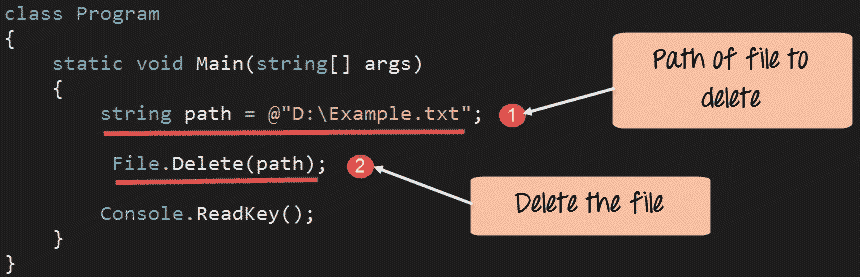 class Program
{
static void Main(string[] args)
{
string path = @"D:\Example.txt";
1
Path of file to
delete
File.Delete(path);
2
Delete the file
Console.ReadKey();
}
}